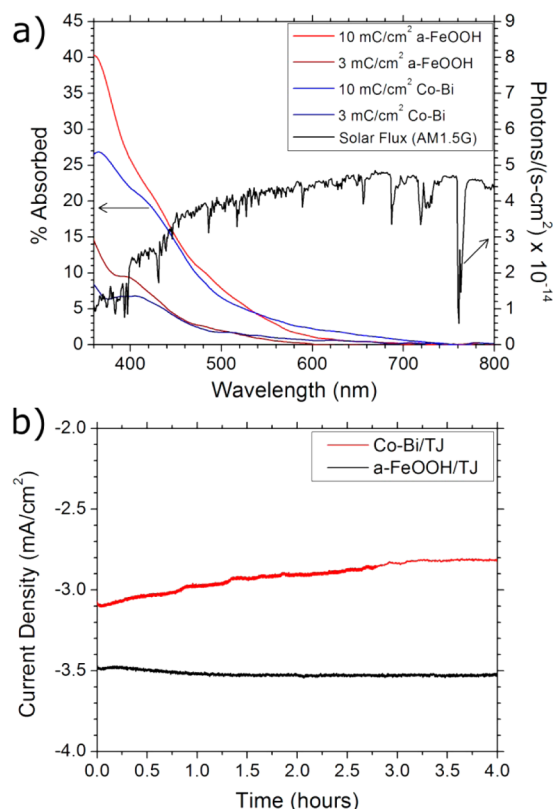 a)
10 mC/cm² a-FeOOH
3 mC/cm² a-FeOOH
10 mC/cm² Co-Bi
3 mC/cm² Co-Bi
Solar Flux (AM1.5G)
% Absorbed
45
40
35
30
25
20
15
10
5
0
Photons/(s-cm²) x 10⁻¹⁴
9
8
7
6
5
4
3
2
1
0
400 500 600 700 800
Wavelength (nm)
b)
Co-Bi/TJ
a-FeOOH/TJ
Current Density (mA/cm²)
-2.0
-2.5
-3.0
-3.5
-4.0
0.0 0.5 1.0 1.5 2.0 2.5 3.0 3.5 4.0
Time (hours)